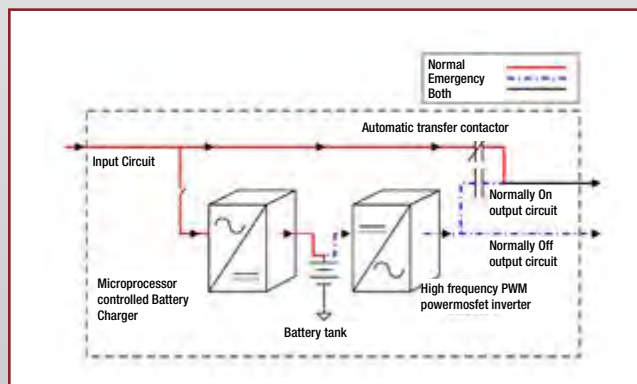 Normal
Emergency
Both
Automatic transfer contactor
Input Circuit
Normally On
output circuit
Normally Off
output circuit
Microprocessor
controlled Battery
Charger
High frequency PWM
powermosfet inverter
Battery tank